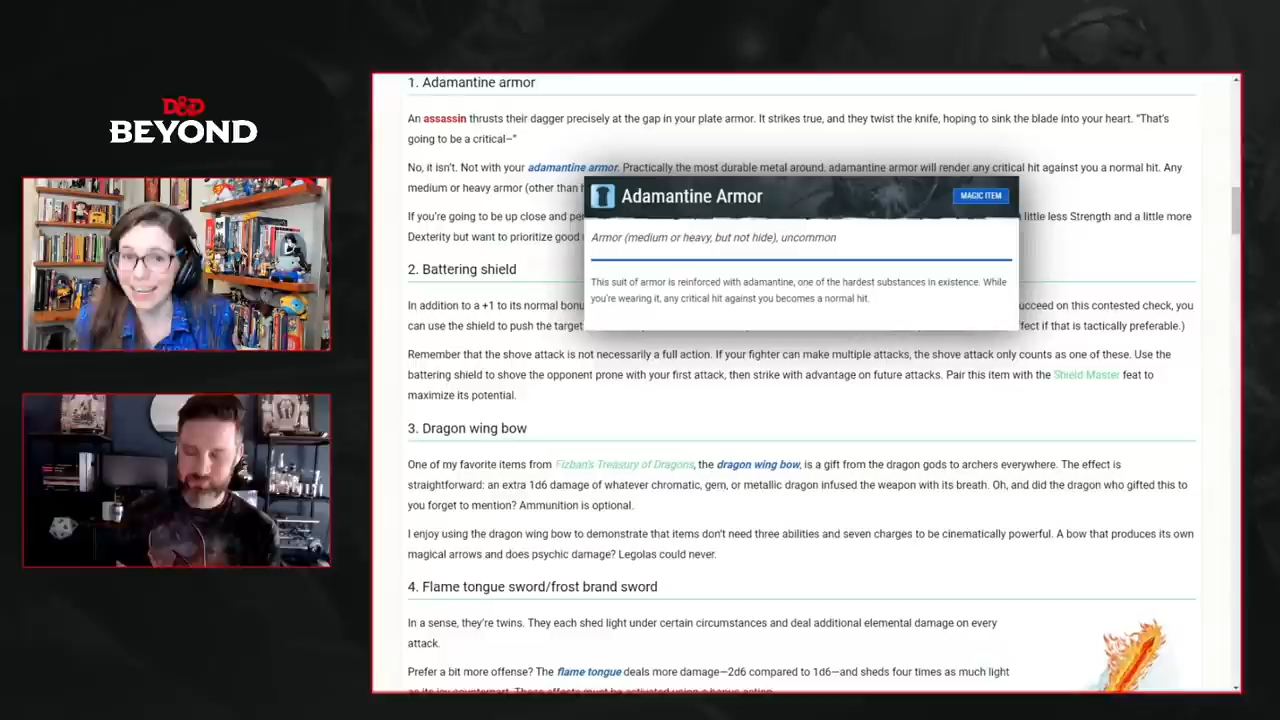 D&D
BEYOND
1. Adamantine armor
An assassin thrusts their dagger precisely at the gap in your plate armor. It strikes true, and they twist the knife, hoping to sink the blade into your heart. “That's
going to be a critical–”
No, it isn't. Not with your adamantine armor. Practically the most durable metal around, adamantine armor will render any critical hit against you a normal hit. Any
medium or heavy armor (other than h
If you're going to be up close and per
little less Strength and a little more
Dexterity but want to prioritize good
Adamantine Armor
MAGIC ITEM
Armor (medium or heavy, but not hide), uncommon
This suit of armor is reinforced with adamantine, one of the hardest substances in existence. While
you're wearing it, any critical hit against you becomes a normal hit.
2. Battering shield
In addition to a +1 to its normal bonu
ucceed on this contested check, you
can use the shield to push the target
fect if that is tactically preferable.)
Remember that the shove attack is not necessarily a full action. If your fighter can make multiple attacks, the shove attack only counts as one of these. Use the
battering shield to shove the opponent prone with your first attack, then strike with advantage on future attacks. Pair this item with the Shield Master feat to
maximize its potential.
3. Dragon wing bow
One of my favorite items from Fizban's Treasury of Dragons, the dragon wing bow, is a gift from the dragon gods to archers everywhere. The effect is
straightforward: an extra 1d6 damage of whatever chromatic, gem, or metallic dragon infused the weapon with its breath. Oh, and did the dragon who gifted this to
you forget to mention? Ammunition is optional.
I enjoy using the dragon wing bow to demonstrate that items don't need three abilities and seven charges to be cinematically powerful. A bow that produces its own
magical arrows and does psychic damage? Legolas could never.
4. Flame tongue sword/frost brand sword
In a sense, they're twins. They each shed light under certain circumstances and deal additional elemental damage on every
attack.
Prefer a bit more offense? The flame tongue deals more damage—2d6 compared to 1d6—and sheds four times as much light
as its icy counterpart. These effects must be activated using a bonus action.